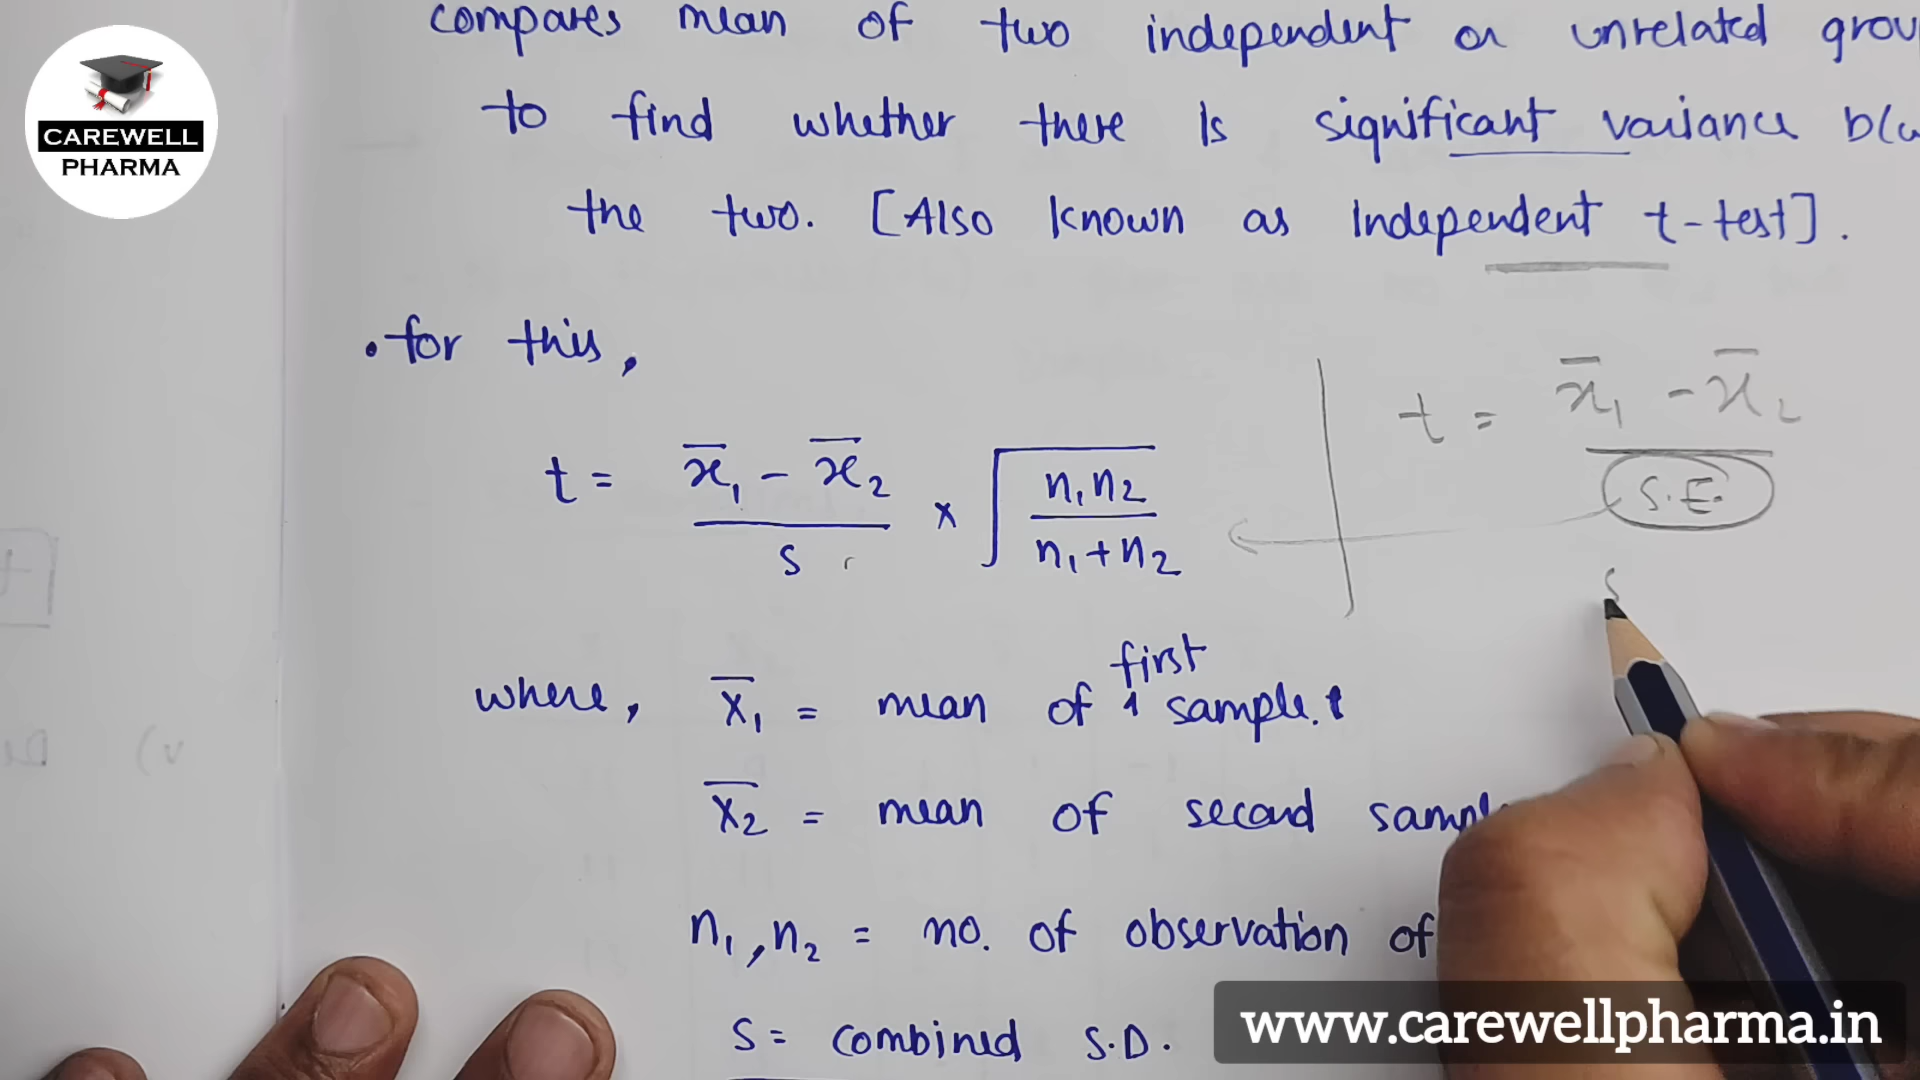 CAREWELL
PHARMA
compares mean of two independent or unrelated
to find whether there is significant variance
the two. [Also known as Independent t-test].
• for this,
t = x̄₁ - x̄₂ / s × √ n₁n₂ / n₁+n₂
t = x̄₁ - x̄₂ / S.E.
S
where, x̄₁ = mean of first sample.
x̄₂ = mean of second
n₁, n₂ = no. of observation of
S = combined S.D.
www.carewellpharma.in